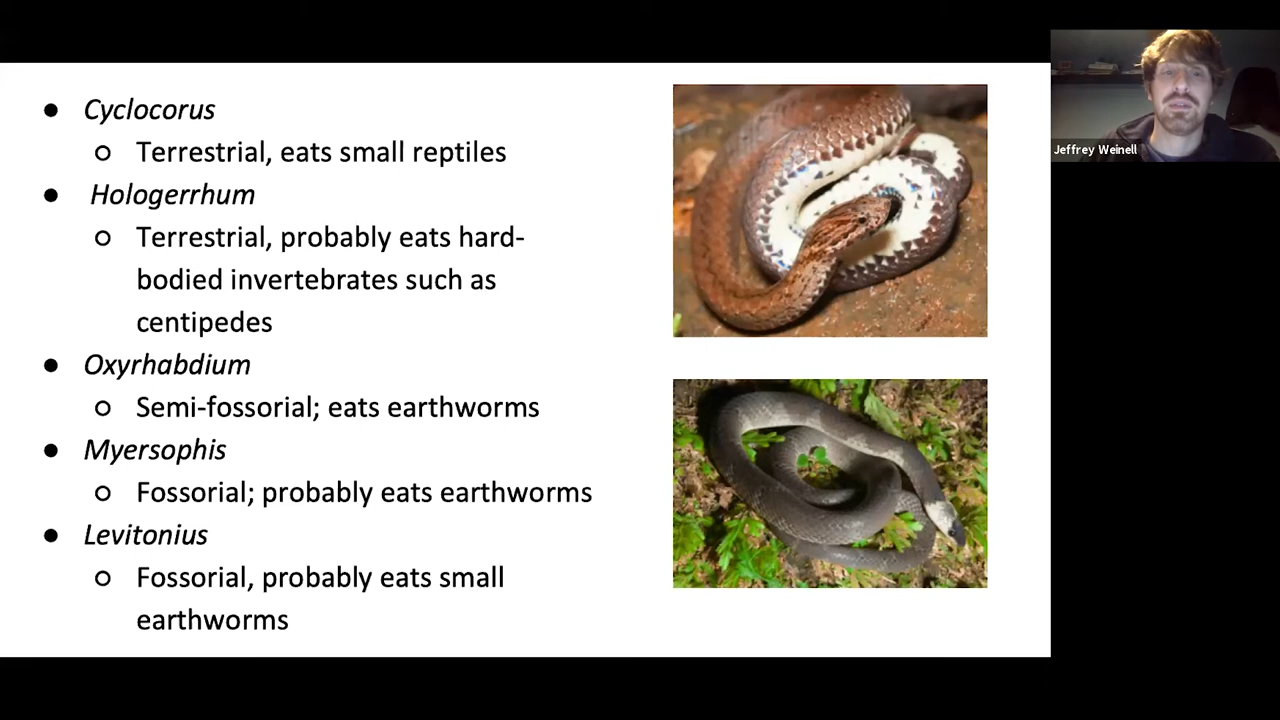 ● Cyclocorus
○ Terrestrial, eats small reptiles
● Hologerrhum
○ Terrestrial, probably eats hard-
bodied invertebrates such as
centipedes
● Oxyrhabdium
○ Semi-fossorial; eats earthworms
● Myersophis
○ Fossorial; probably eats earthworms
● Levitonius
○ Fossorial, probably eats small
earthworms
Jeffrey Weinell